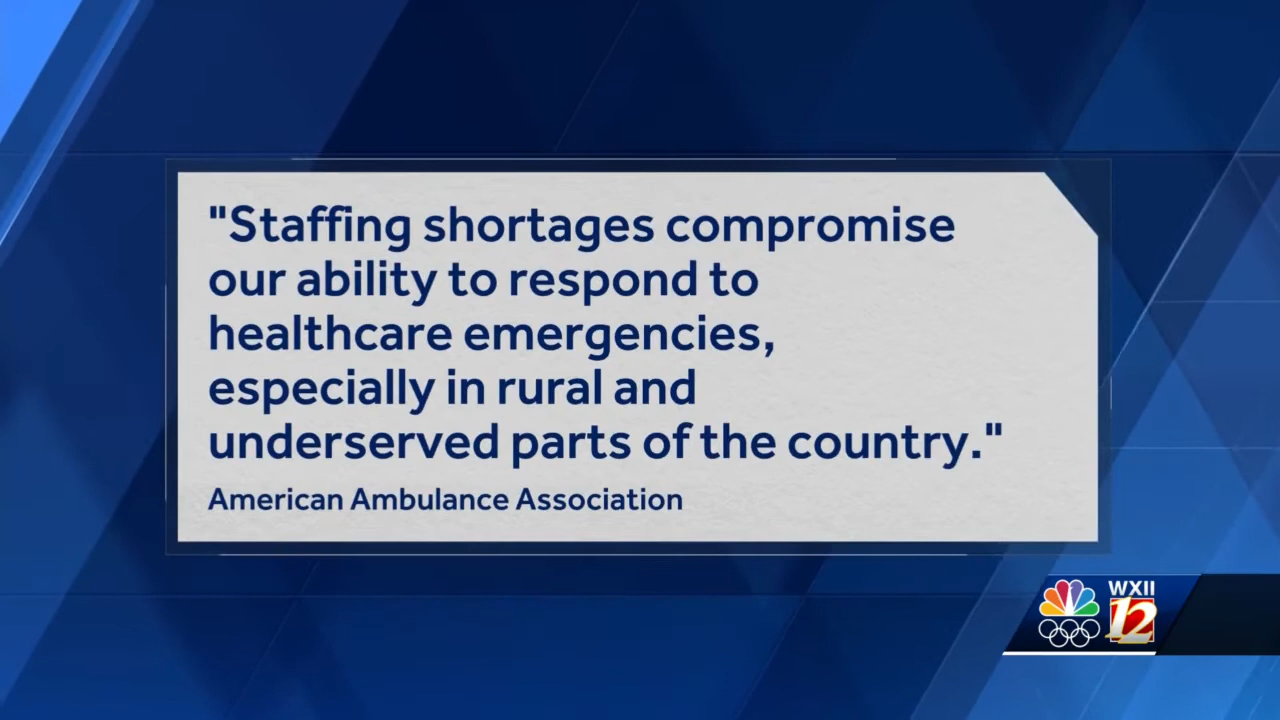 "Staffing shortages compromise
our ability to respond to
healthcare emergencies,
especially in rural and
underserved parts of the country."
American Ambulance Association
WXII
12